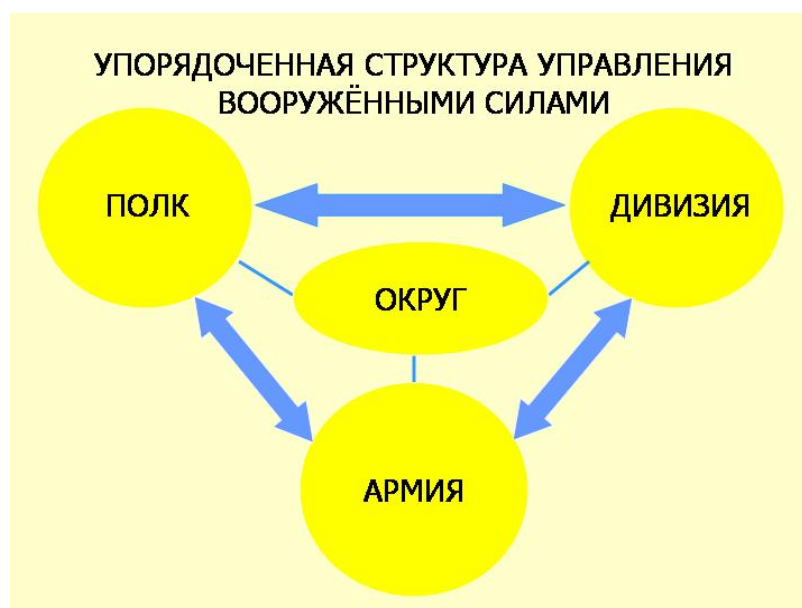 УПОРЯДОЧЕННАЯ СТРУКТУРА УПРАВЛЕНИЯ
ВООРУЖЁННЫМИ СИЛАМИ
ПОЛК
ДИВИЗИЯ
ОКРУГ
АРМИЯ